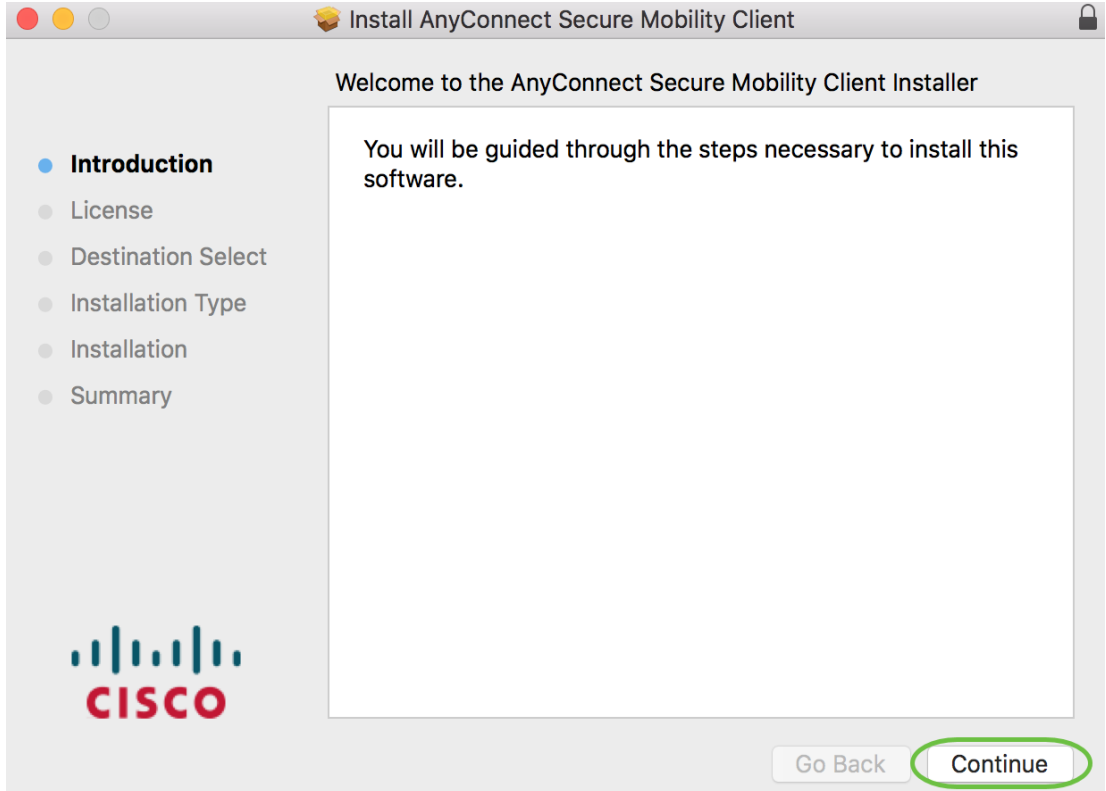 Install AnyConnect Secure Mobility Client
Welcome to the AnyConnect Secure Mobility Client Installer
Introduction
License
Destination Select
Installation Type
Installation
Summary
You will be guided through the steps necessary to install this
software.
CISCO
Go Back
Continue